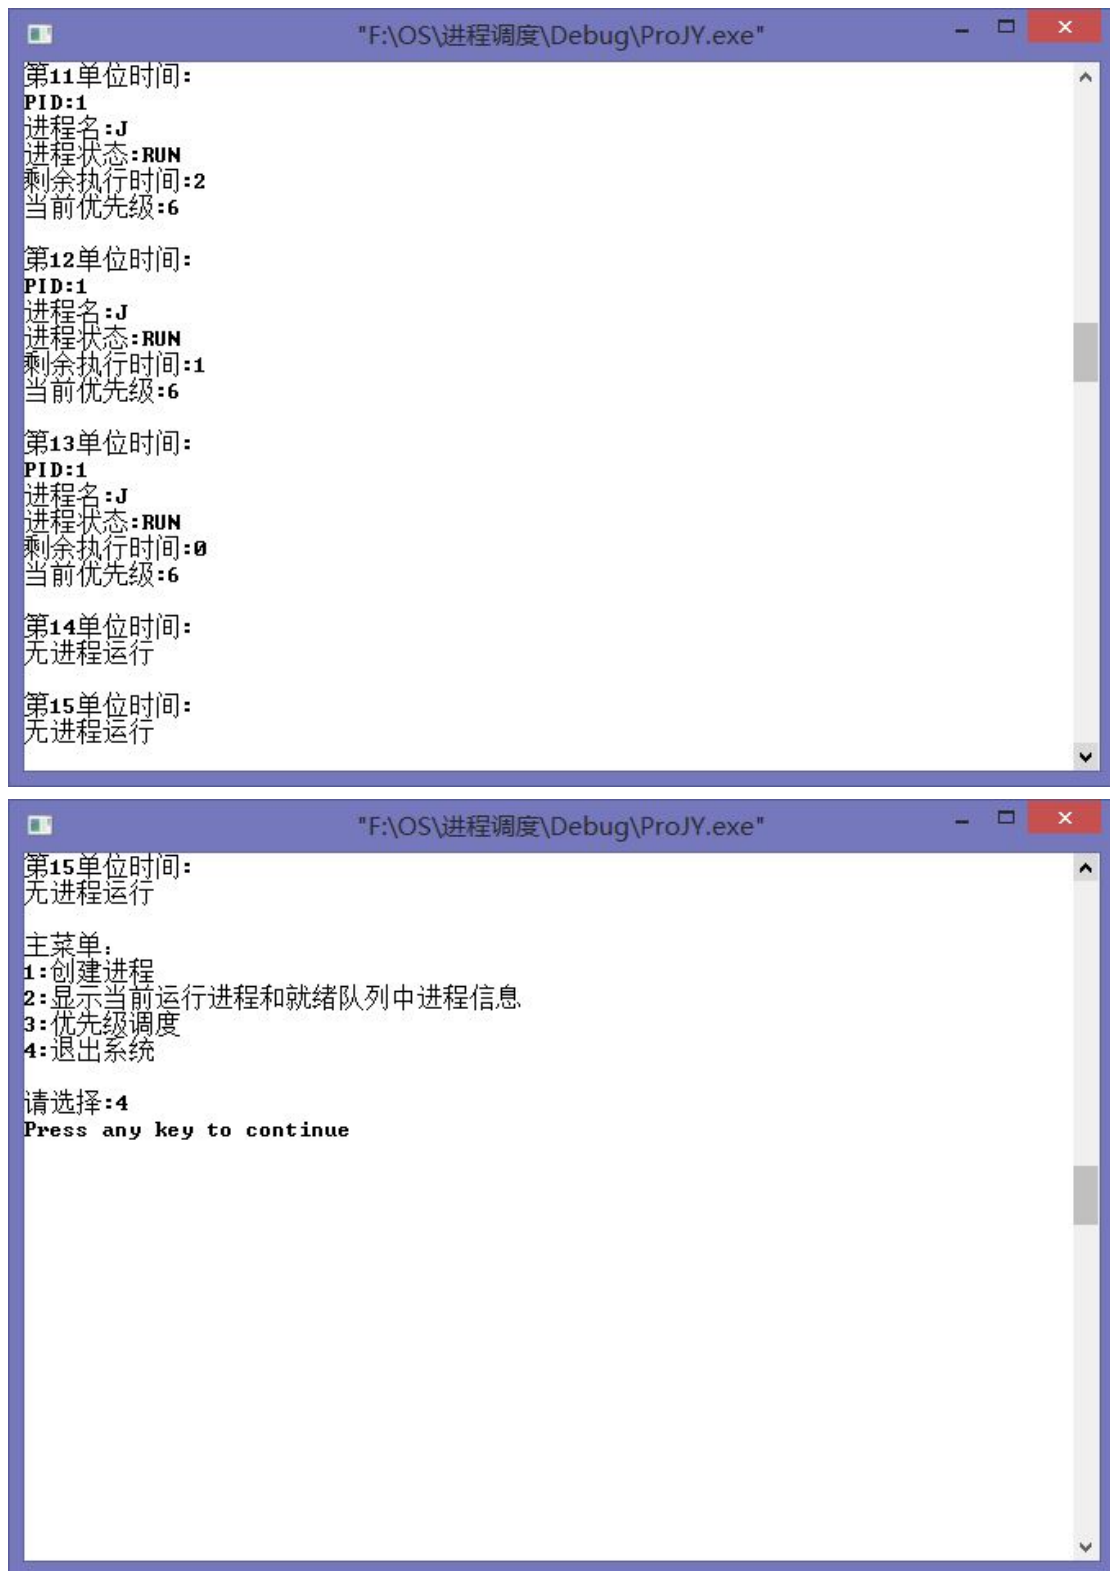 "F:\OS\进程调度\Debug\ProJY.exe"
第11单位时间:
PID:1
进程名:J
进程状态:RUN
剩余执行时间:2
当前优先级:6
第12单位时间:
PID:1
进程名:J
进程状态:RUN
剩余执行时间:1
当前优先级:6
第13单位时间:
PID:1
进程名:J
进程状态:RUN
剩余执行时间:0
当前优先级:6
第14单位时间:
无进程运行
第15单位时间:
无进程运行
"F:\OS\进程调度\Debug\ProJY.exe"
第15单位时间:
无进程运行
主菜单：
1:创建进程
2:显示当前运行进程和就绪队列中进程信息
3:优先级调度
4:退出系统
请选择:4
Press any key to continue